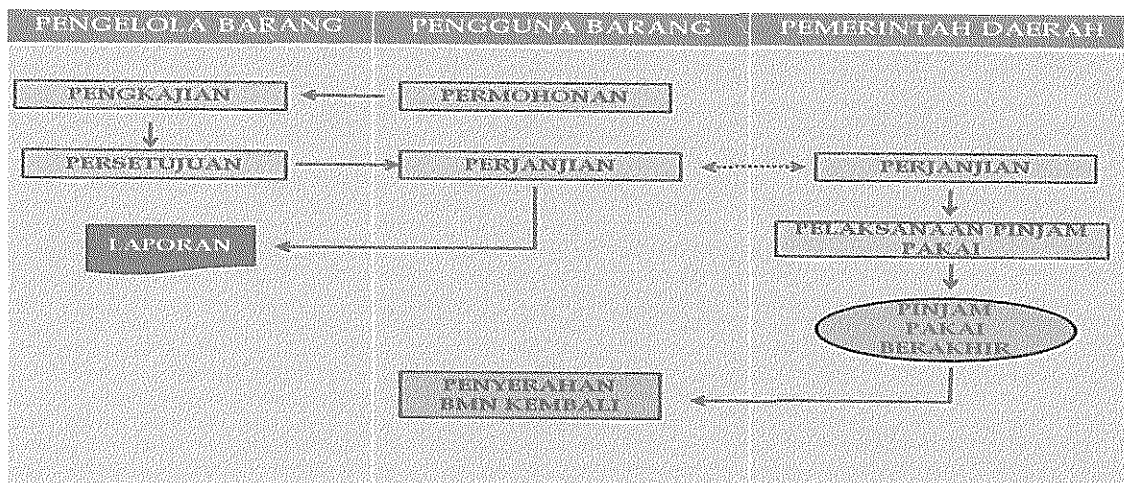 PENGELOLA BARANG
PENGGUNA BARANG
PEMERINTAH DAERAH
PENGKAJIAN
PERMOHONAN
PERSETUJUAN
PERJANJIAN
PERJANJIAN
LAPORAN
PELAKSANAAN PINJAM
PAKAI
PINJAM
PAKAI
BERAKHIR
PENYERAHAN
BMN KEMBALI